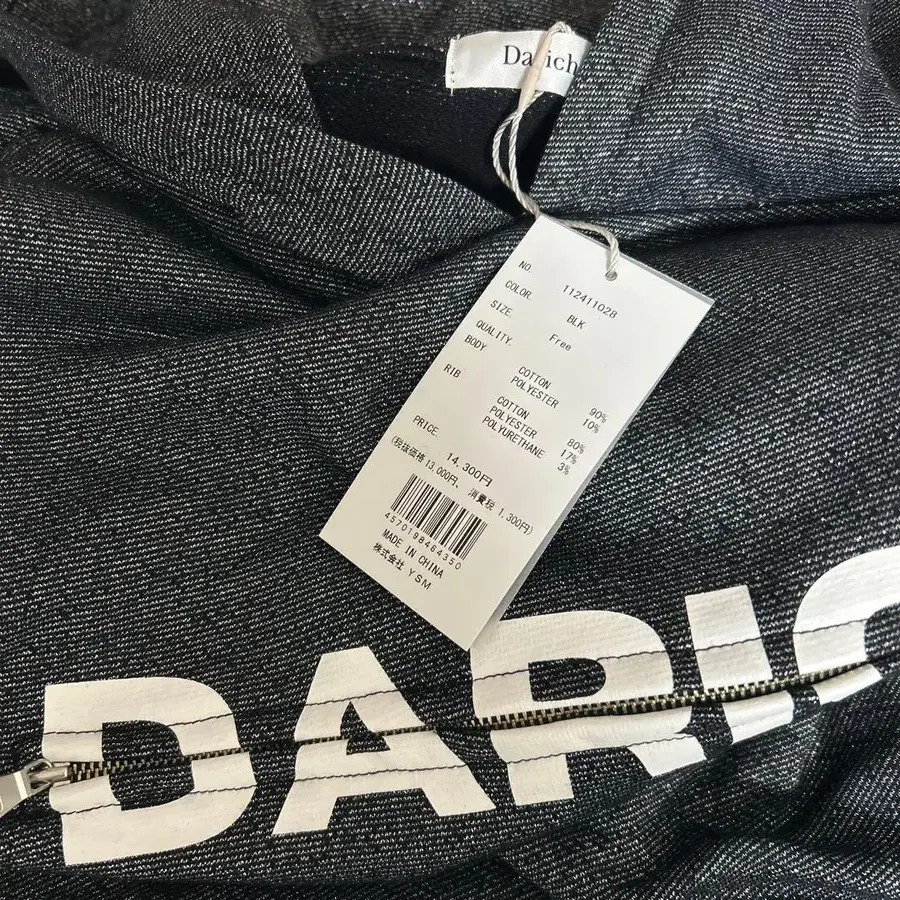 Darich
NO. 112411028
COLOR. BLK
SIZE. Free
QUALITY.
BODY COTTON 90%
POLYESTER 10%
RIB COTTON 80%
POLYESTER 17%
POLYURETHANE 3%
PRICE. 14,300円
(税抜価格 13,000円, 消費税 1,300円)
4570198464350
MADE IN CHINA
株式会社 YSM
DARIC